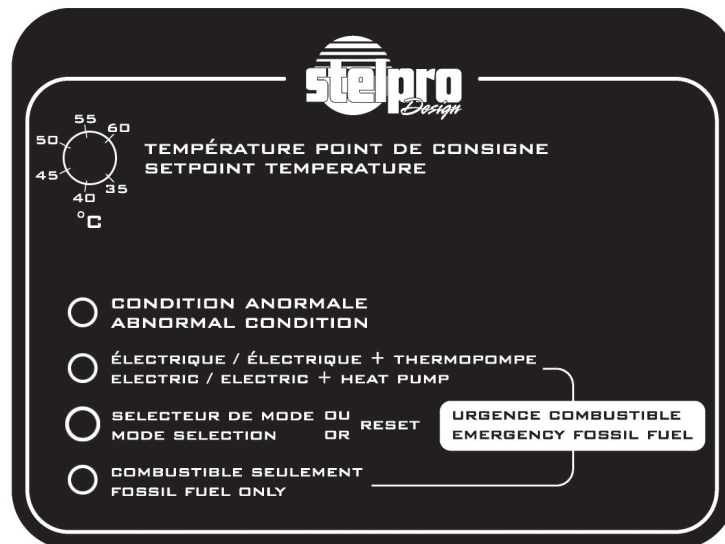 stelpro
Design
55
50 60
45 35
40
°C
TEMPÉRATURE POINT DE CONSIGNE
SETPOINT TEMPERATURE
CONDITION ANORMALE
ABNORMAL CONDITION
ÉLECTRIQUE / ÉLECTRIQUE + THERMOPOMPE
ELECTRIC / ELECTRIC + HEAT PUMP
SELECTEUR DE MODE OU
MODE SELECTION OR
RESET
URGENCE COMBUSTIBLE
EMERGENCY FOSSIL FUEL
COMBUSTIBLE SEULEMENT
FOSSIL FUEL ONLY